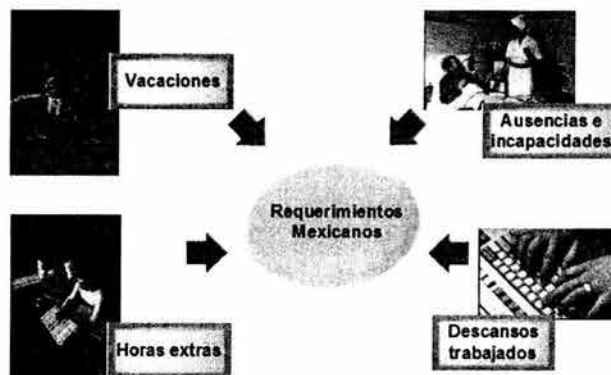 Vacaciones
Ausencias e
incapacidades
Requerimientos
Mexicanos
Horas extras
Descansos
trabajados